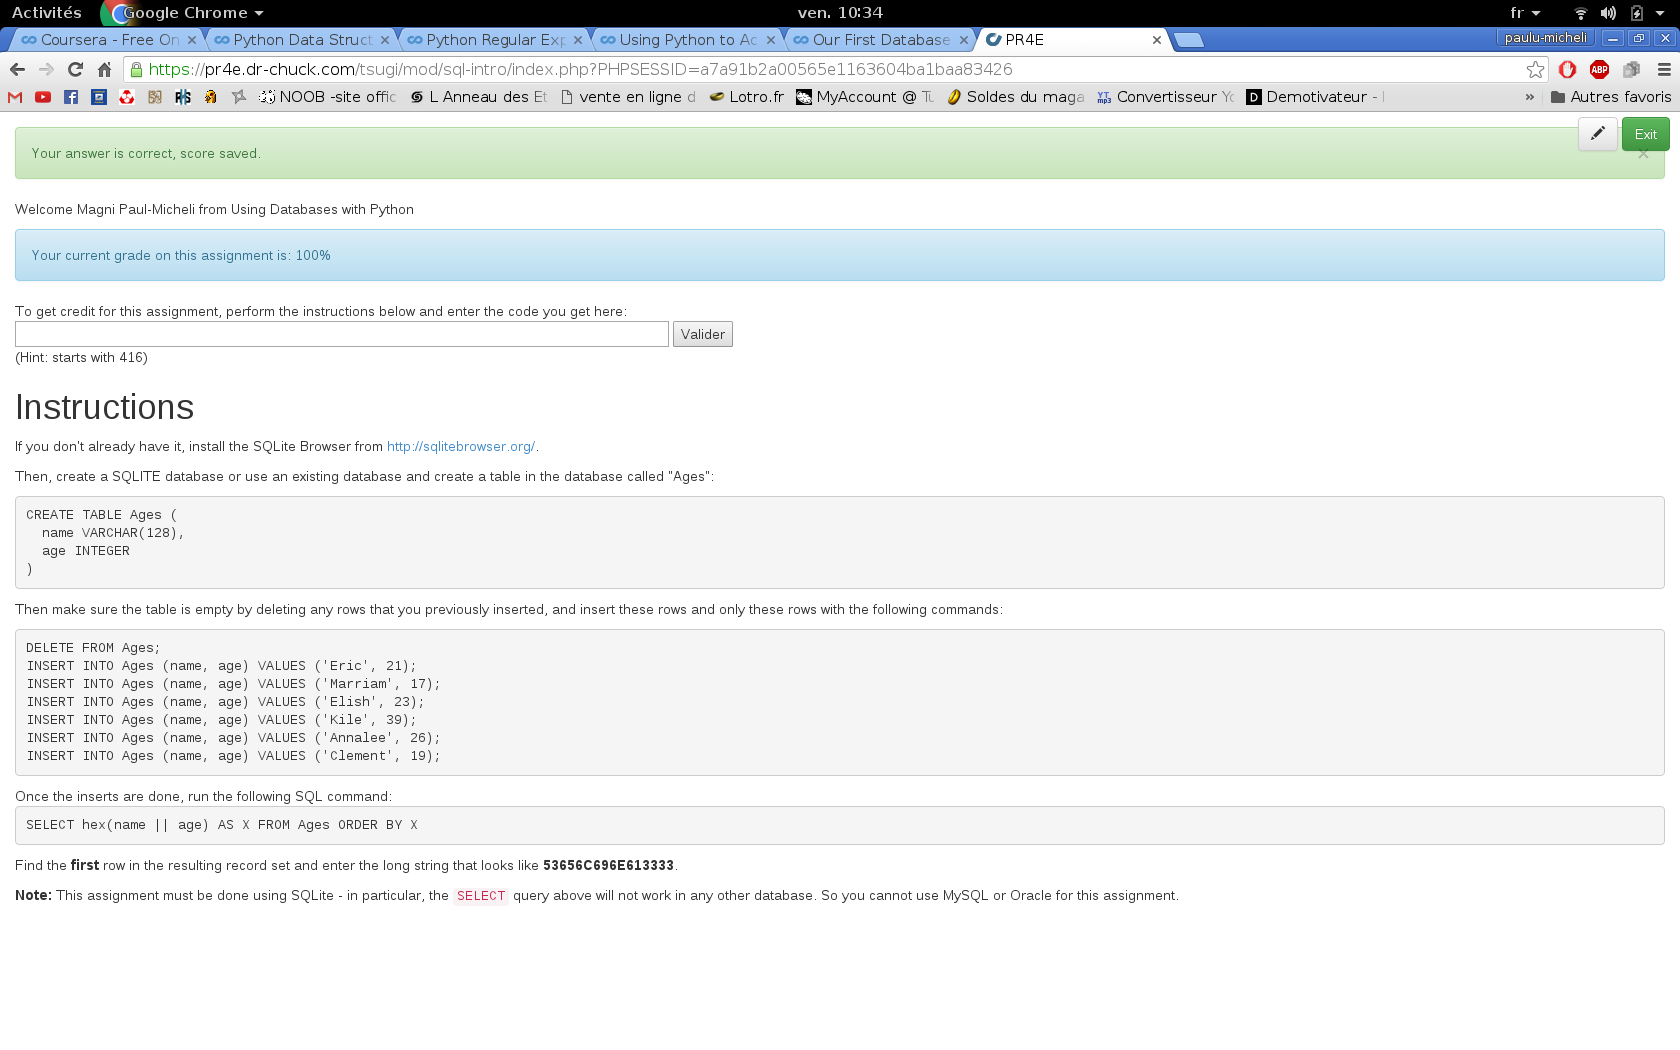 Activités Google Chrome ven. 10:34 fr
Coursera - Free On Python Data Struct Python Regular Exp Using Python to Ac Our First Database PR4E paulu-micheli
https://pr4e.dr-chuck.com/tsugi/mod/sql-intro/index.php?PHPSESSID=a7a91b2a00565e1163604ba1baa83426 ABP
NOOB -site offic L Anneau des Et vente en ligne d Lotro.fr MyAccount @ Tu Soldes du maga Convertisseur Yo D Demotivateur - » Autres favoris
Your answer is correct, score saved. Exit
Welcome Magni Paul-Micheli from Using Databases with Python
Your current grade on this assignment is: 100%
To get credit for this assignment, perform the instructions below and enter the code you get here:
Valider
(Hint: starts with 416)
Instructions
If you don't already have it, install the SQLite Browser from http://sqlitebrowser.org/.
Then, create a SQLITE database or use an existing database and create a table in the database called "Ages":
CREATE TABLE Ages (
name VARCHAR(128),
age INTEGER
)
Then make sure the table is empty by deleting any rows that you previously inserted, and insert these rows and only these rows with the following commands:
DELETE FROM Ages;
INSERT INTO Ages (name, age) VALUES ('Eric', 21);
INSERT INTO Ages (name, age) VALUES ('Marriam', 17);
INSERT INTO Ages (name, age) VALUES ('Elish', 23);
INSERT INTO Ages (name, age) VALUES ('Kile', 39);
INSERT INTO Ages (name, age) VALUES ('Annalee', 26);
INSERT INTO Ages (name, age) VALUES ('Clement', 19);
Once the inserts are done, run the following SQL command:
SELECT hex(name || age) AS X FROM Ages ORDER BY X
Find the first row in the resulting record set and enter the long string that looks like 53656C696E613333.
Note: This assignment must be done using SQLite - in particular, the SELECT query above will not work in any other database. So you cannot use MySQL or Oracle for this assignment.